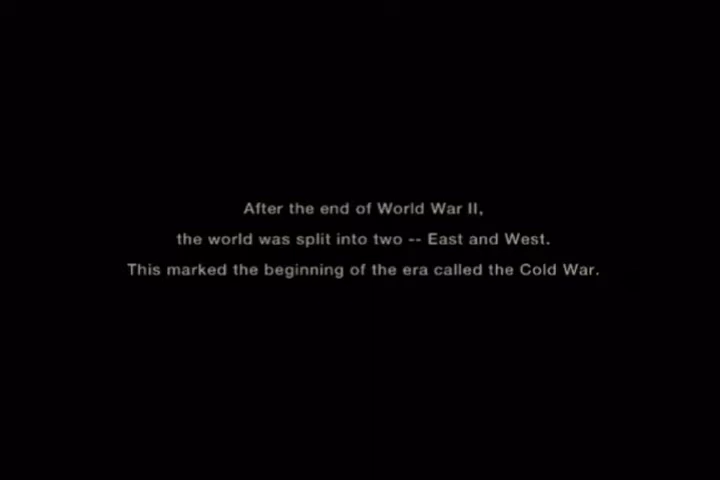 After the end of World War II,
the world was split into two -- East and West.
This marked the beginning of the era called the Cold War.